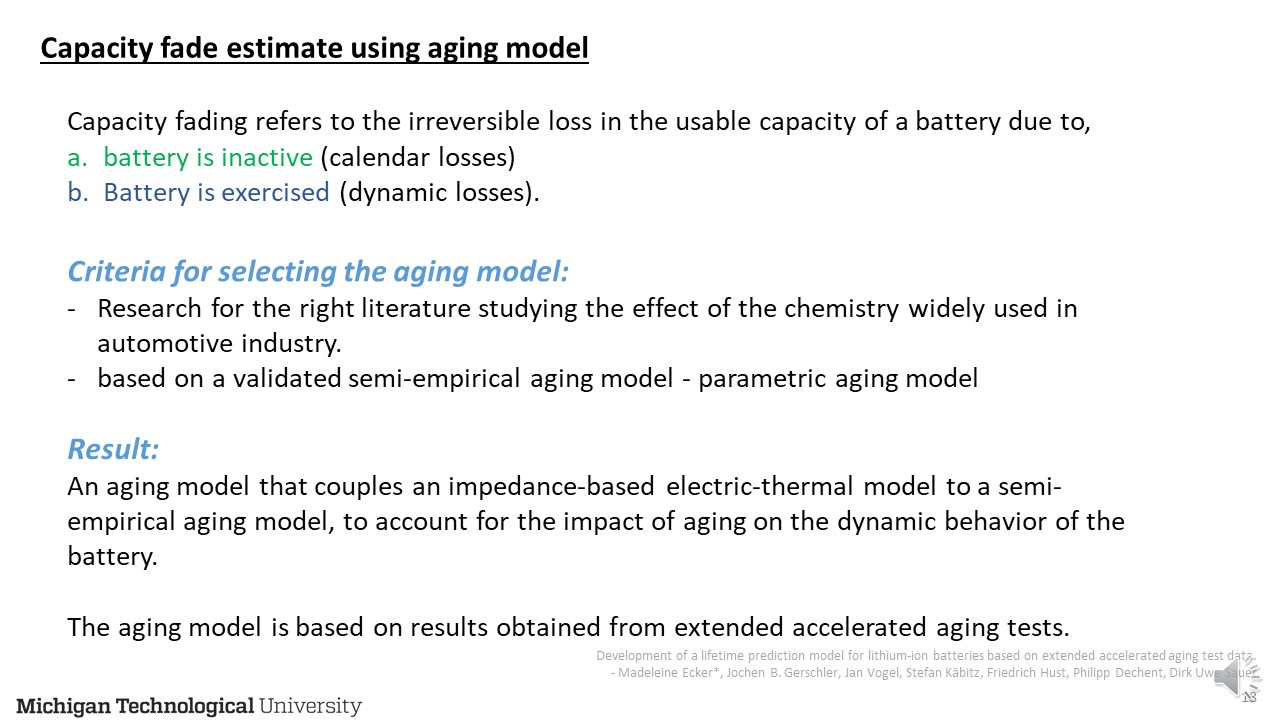 Capacity fade estimate using aging model
Capacity fading refers to the irreversible loss in the usable capacity of a battery due to,
a. battery is inactive (calendar losses)
b. Battery is exercised (dynamic losses).
Criteria for selecting the aging model:
- Research for the right literature studying the effect of the chemistry widely used in
automotive industry.
- based on a validated semi-empirical aging model - parametric aging model
Result:
An aging model that couples an impedance-based electric-thermal model to a semi-
empirical aging model, to account for the impact of aging on the dynamic behavior of the
battery.
The aging model is based on results obtained from extended accelerated aging tests.
Development of a lifetime prediction model for lithium-ion batteries based on extended accelerated aging test data
- Madeleine Ecker*, Jochen B. Gerschler, Jan Vogel, Stefan Käbitz, Friedrich Hust, Philipp Dechent, Dirk Uwe Sauer
Michigan Technological University